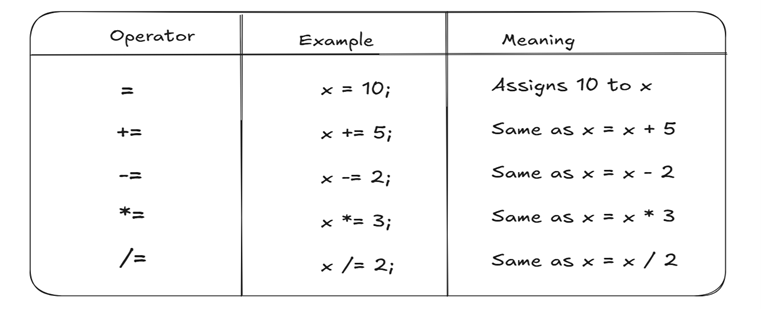 Operator Example Meaning
= x = 10; Assigns 10 to x
+= x += 5; Same as x = x + 5
-= x -= 2; Same as x = x - 2
*= x *= 3; Same as x = x * 3
/= x /= 2; Same as x = x / 2